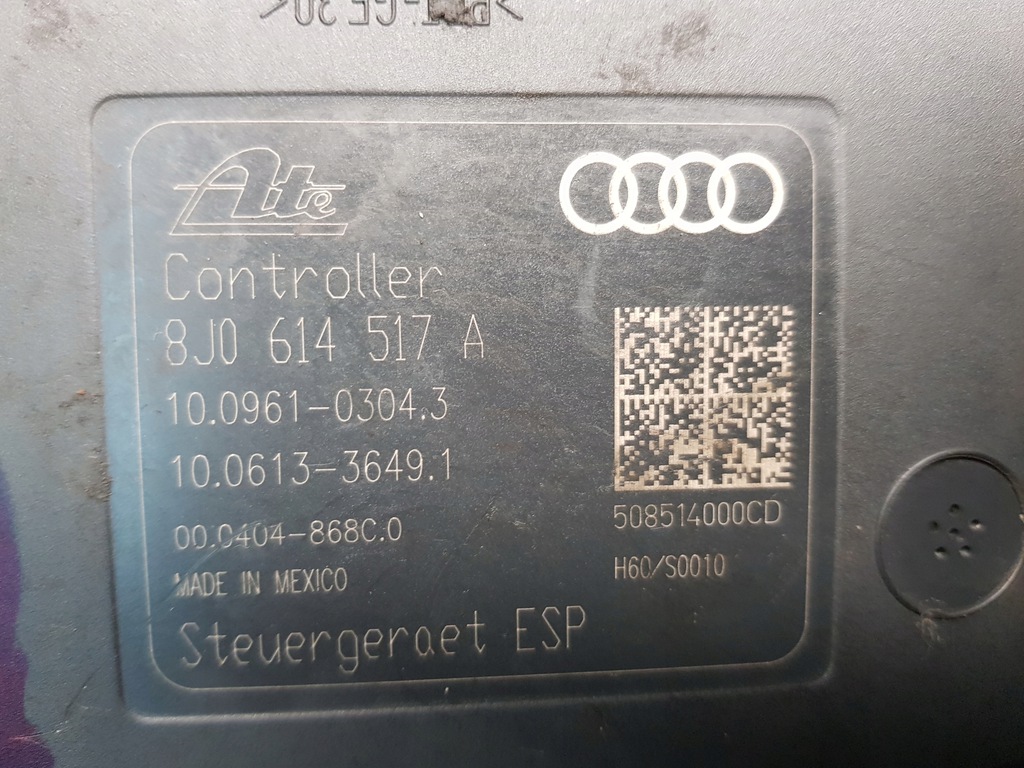 Ate
Controller
8J0 614 517 A
10.0961-0304.3
10.0613-3649.1
00.0404-868C.0
MADE IN MEXICO
508514000CD
H60/S0010
Steuergeraet ESP